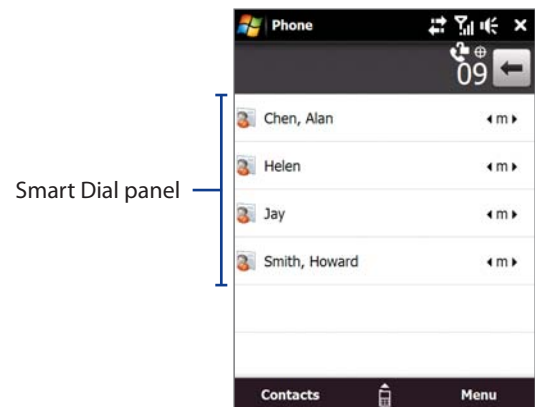 Phone
09
Chen, Alan m
Helen m
Smart Dial panel
Jay m
Smith, Howard m
Contacts Menu